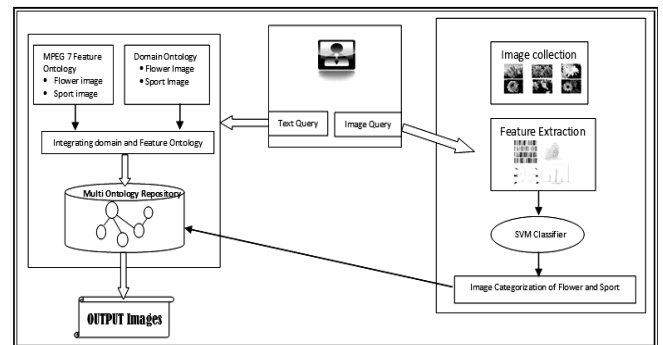 MPEG 7 Feature
Ontology
• Flower image
• Sport image
Domain Ontology
• Flower Image
• Sport Image
Integrating domain and Feature Ontology
Multi Ontology Repository
OUTPUT Images
Text Query
Image Query
Image collection
Feature Extraction
SVM Classifier
Image Categorization of Flower and Sport